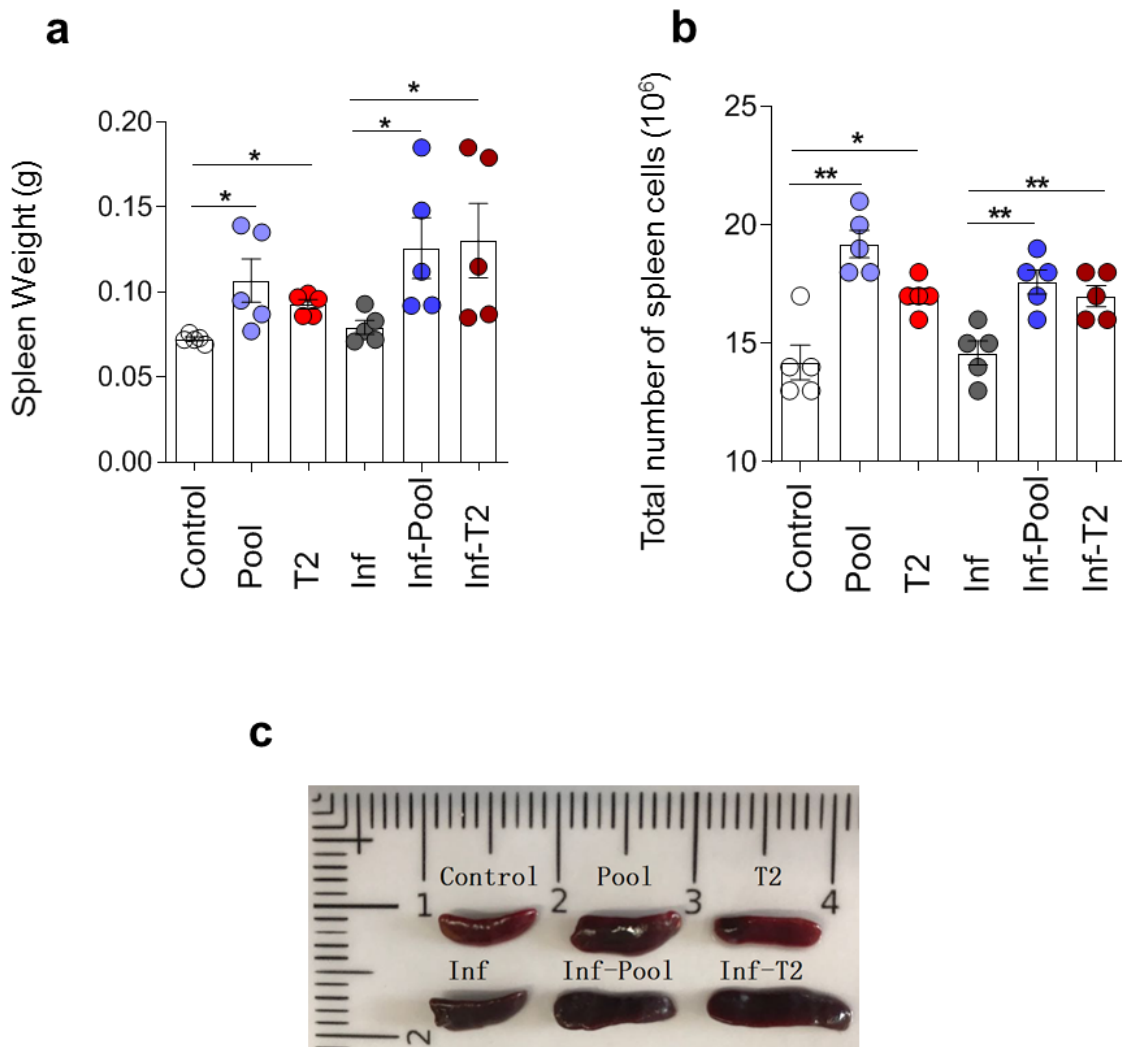 a
Spleen Weight (g)
0.20
0.15
0.10
0.05
0.00
*
*
*
*
Control
Pool
T2
Inf
Inf-Pool
Inf-T2
b
Total number of spleen cells (10⁶)
25
20
15
10
**
*
**
**
Control
Pool
T2
Inf
Inf-Pool
Inf-T2
c
Control Pool T2
1 2 3 4
Inf Inf-Pool Inf-T2
2